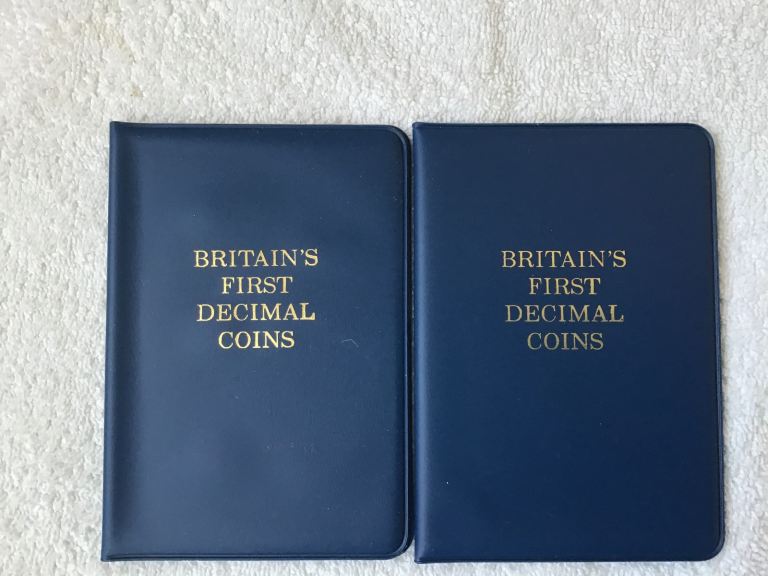 BRITAIN'S
FIRST
DECIMAL
COINS
BRITAIN'S
FIRST
DECIMAL
COINS